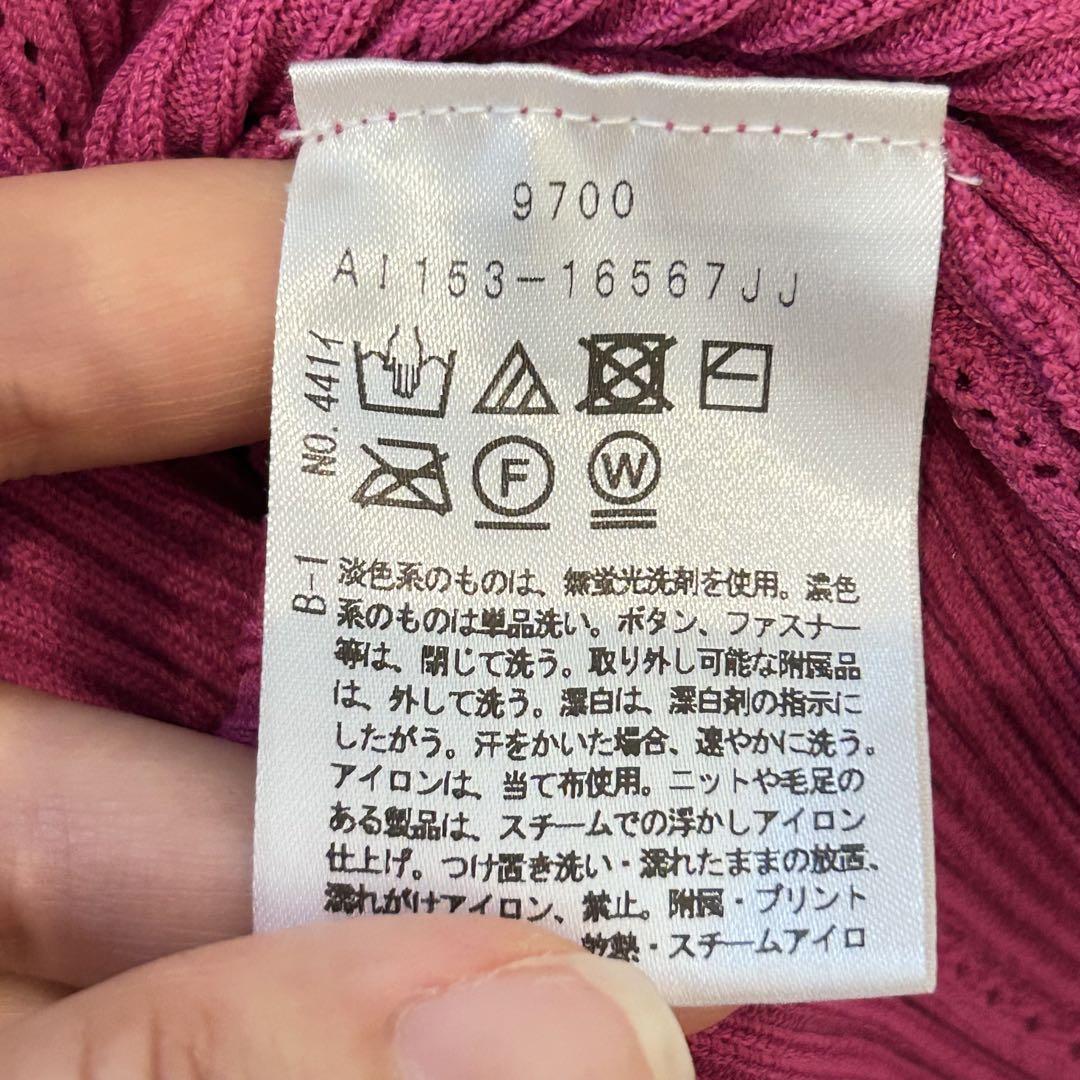 9700
AI153-16567JJ
NO. 441イ
F W
B-1
淡色系のものは、無蛍光洗剤を使用。濃色
系のものは単品洗い。ボタン、ファスナー
等は、閉じて洗う。取り外し可能な附属品
は、外して洗う。漂白は、漂白剤の指示に
したがう。汗をかいた場合、速やかに洗う。
アイロンは、当て布使用。ニットや毛足の
ある製品は、スチームでの浮かしアイロン
仕上げ。つけ置き洗い・濡れたままの放置、
濡れがけアイロン、禁止。附属・プリント
乾熱・スチームアイロ